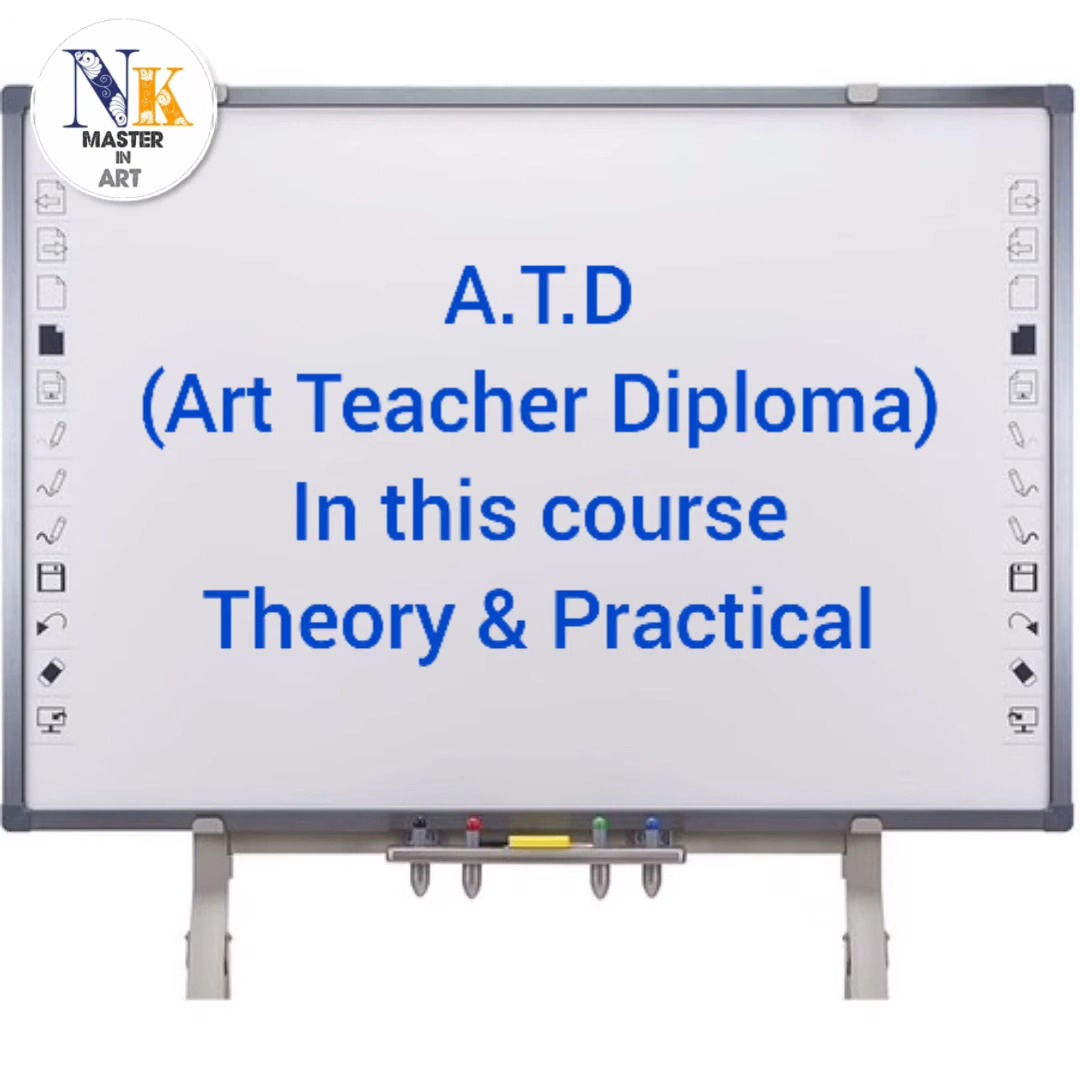 NK
MASTER
IN
ART
A.T.D
(Art Teacher Diploma)
In this course
Theory & Practical